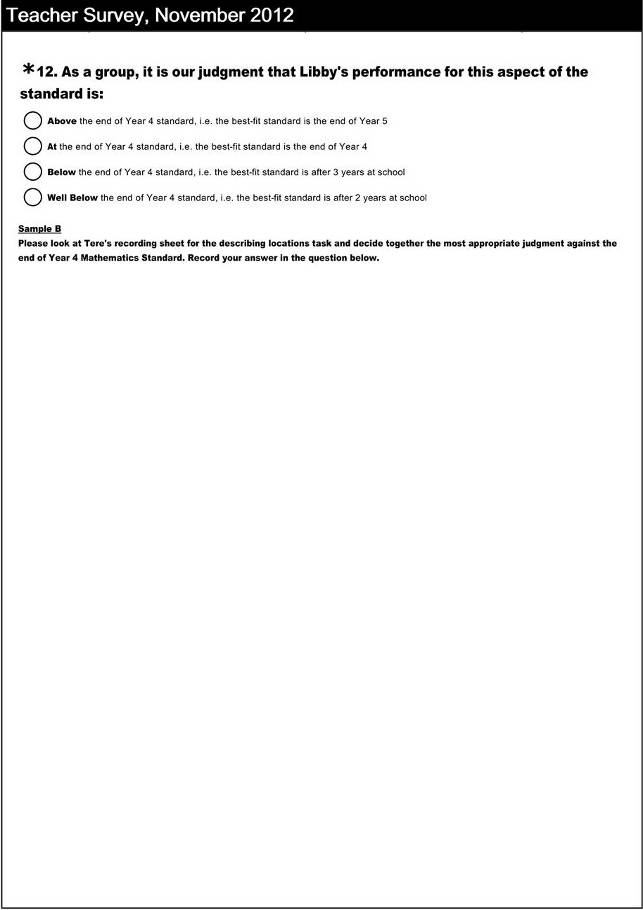 Teacher Survey, November 2012
*12. As a group, it is our judgment that Libby's performance for this aspect of the
standard is:
Above the end of Year 4 standard, i.e. the best-fit standard is the end of Year 5
At the end of Year 4 standard, i.e. the best-fit standard is the end of Year 4
Below the end of Year 4 standard, i.e. the best-fit standard is after 3 years at school
Well Below the end of Year 4 standard, i.e. the best-fit standard is after 2 years at school
Sample B
Please look at Tere's recording sheet for the describing locations task and decide together the most appropriate judgment against the
end of Year 4 Mathematics Standard. Record your answer in the question below.